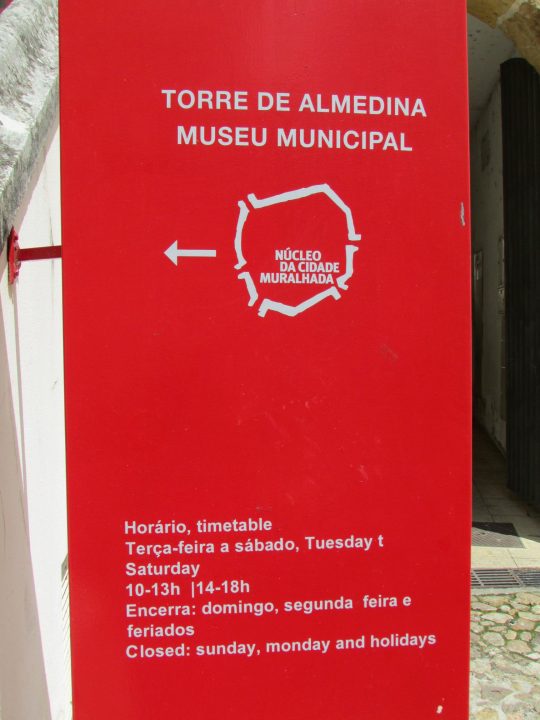 TORRE DE ALMEDINA
MUSEU MUNICIPAL
NÚCLEO
DA CIDADE
MURALHADA
Horário, timetable
Terça-feira a sábado, Tuesday t
Saturday
10-13h |14-18h
Encerra: domingo, segunda feira e
feriados
Closed: sunday, monday and holidays